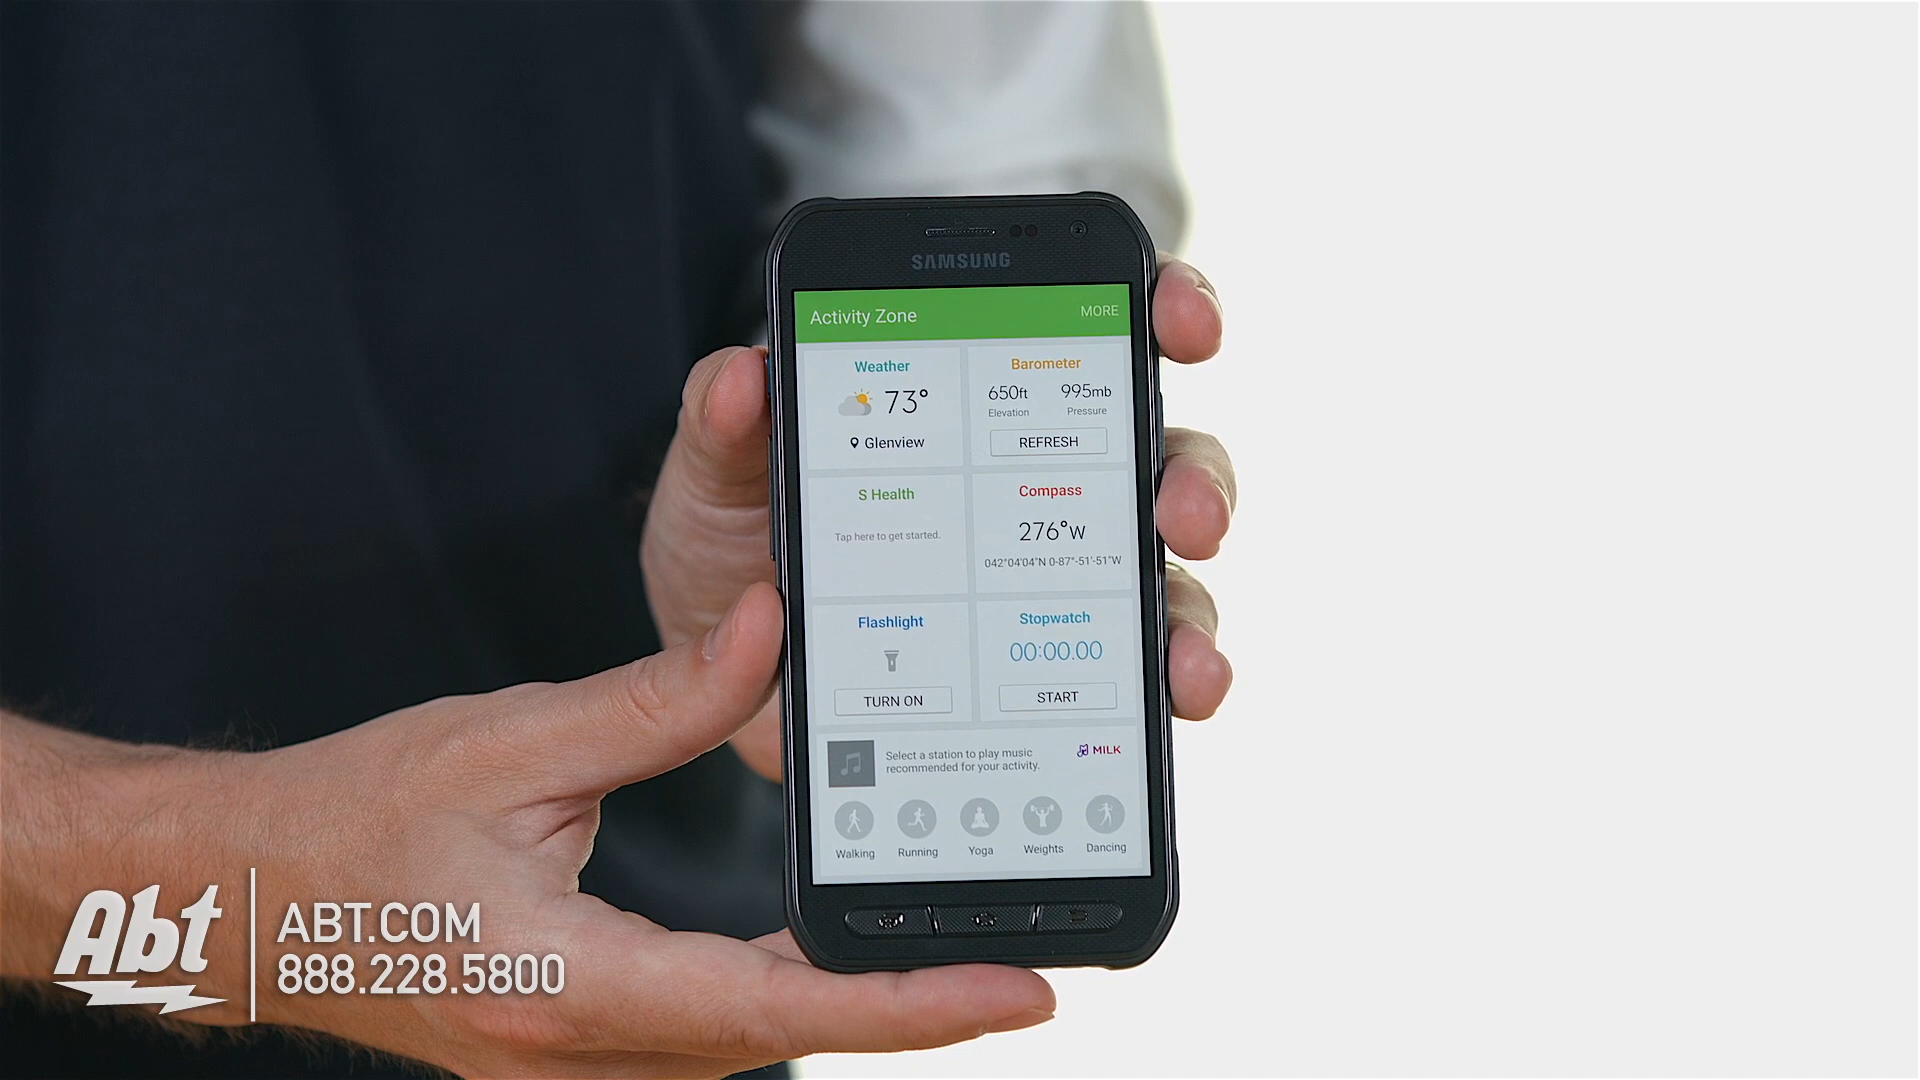 SAMSUNG
Activity Zone MORE
Weather
73°
Glenview
Barometer
650ft 995mb
Elevation Pressure
REFRESH
S Health
Tap here to get started.
Compass
276°W
042°04'04"N 0-87°-51'-51"W
Flashlight
TURN ON
Stopwatch
00:00.00
START
Select a station to play music
recommended for your activity.
MILK
Walking Running Yoga Weights Dancing
Abt
ABT.COM
888.228.5800